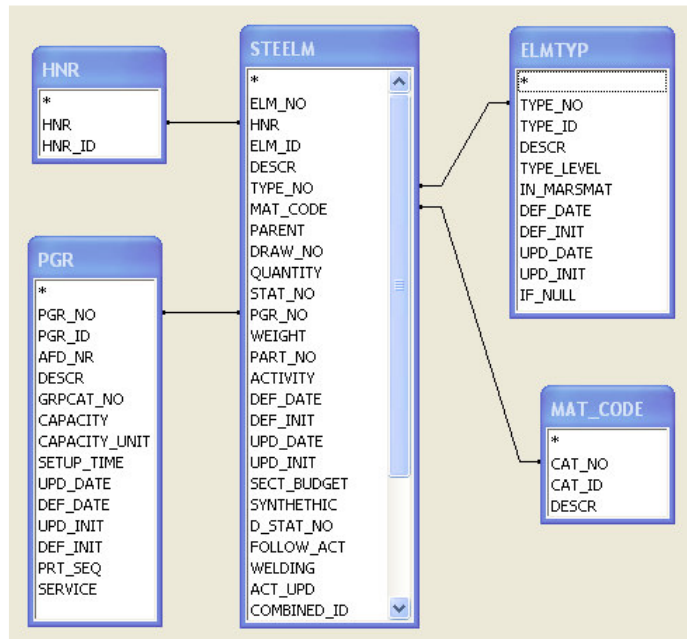 HNR
*
HNR
HNR_ID
PGR
*
PGR_NO
PGR_ID
AFD_NR
DESCR
GRPCAT_NO
CAPACITY
CAPACITY_UNIT
SETUP_TIME
UPD_DATE
DEF_DATE
UPD_INIT
DEF_INIT
PRT_SEQ
SERVICE
STEELM
*
ELM_NO
HNR
ELM_ID
DESCR
TYPE_NO
MAT_CODE
PARENT
DRAW_NO
QUANTITY
STAT_NO
PGR_NO
WEIGHT
PART_NO
ACTIVITY
DEF_DATE
DEF_INIT
UPD_DATE
UPD_INIT
SECT_BUDGET
SYNTHETHIC
D_STAT_NO
FOLLOW_ACT
WELDING
ACT_UPD
COMBINED_ID
ELMTYP
*
TYPE_NO
TYPE_ID
DESCR
TYPE_LEVEL
IN_MARSMAT
DEF_DATE
DEF_INIT
UPD_DATE
UPD_INIT
IF_NULL
MAT_CODE
*
CAT_NO
CAT_ID
DESCR